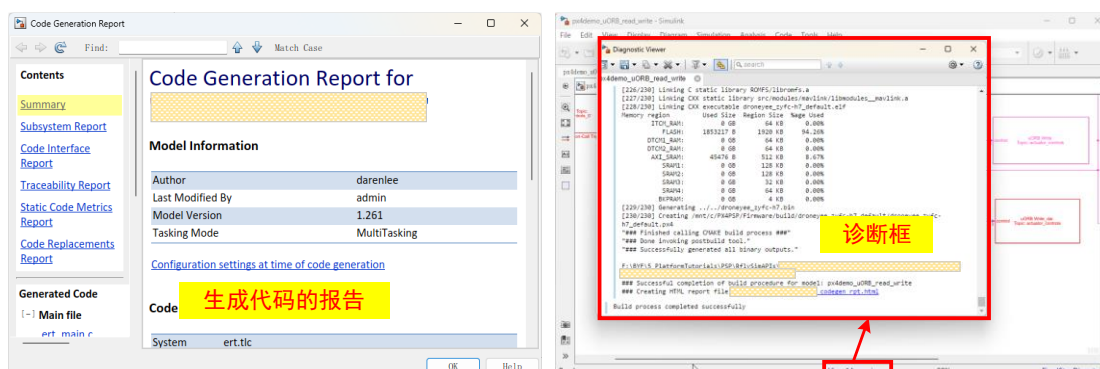 Code Generation Report
Find:
Match Case
Contents
Summary
Subsystem Report
Code Interface
Report
Traceability Report
Static Code Metrics
Report
Code Replacements
Report
Generated Code
[-] Main file
ert_main.c
Code Generation Report for
Model Information
Author darenlee
Last Modified By admin
Model Version 1.261
Tasking Mode MultiTasking
Configuration settings at time of code generation
Code
生成代码的报告
System ert.tlc
OK Help
px4demo_uORB_read_write - Simulink
File Edit View Display Diagram Simulation Analysis Code Tools Help
Diagnostic Viewer
search
px4demo_uORB_read_write
[226/230] Linking C static library ROMFS/libromfs.a
[227/230] Linking CXX static library src/modules/mavlink/libmodules__mavlink.a
[228/230] Linking CXX executable droneyee_zyfc-h7_default.elf
Memory region Used Size Region Size %age Used
ITCM_RAM: 0 GB 64 KB 0.00%
FLASH: 1853217 B 1920 KB 94.26%
DTCM1_RAM: 0 GB 64 KB 0.00%
DTCM2_RAM: 0 GB 64 KB 0.00%
AXI_SRAM: 45476 B 512 KB 8.67%
SRAM1: 0 GB 128 KB 0.00%
SRAM2: 0 GB 128 KB 0.00%
SRAM3: 0 GB 32 KB 0.00%
SRAM4: 0 GB 64 KB 0.00%
BKPRAM: 0 GB 4 KB 0.00%
[229/230] Generating ../../droneyee_zyfc-h7.bin
[230/230] Creating /mnt/c/PX4PSP/Firmware/build/droneyee_zyfc-h7_default/droneyee_zyfc-
h7_default.px4
"### Finished calling CMAKE build process ###"
"### Done invoking postbuild tool."
"### Successfully generated all binary outputs."
诊断框
F:\BYF\5_PlatformTutorials\PSP\RflySimAPIs\
### Successful completion of build procedure for model: px4demo_uORB_read_write
### Creating HTML report file codegen_rpt.html
Build process completed successfully